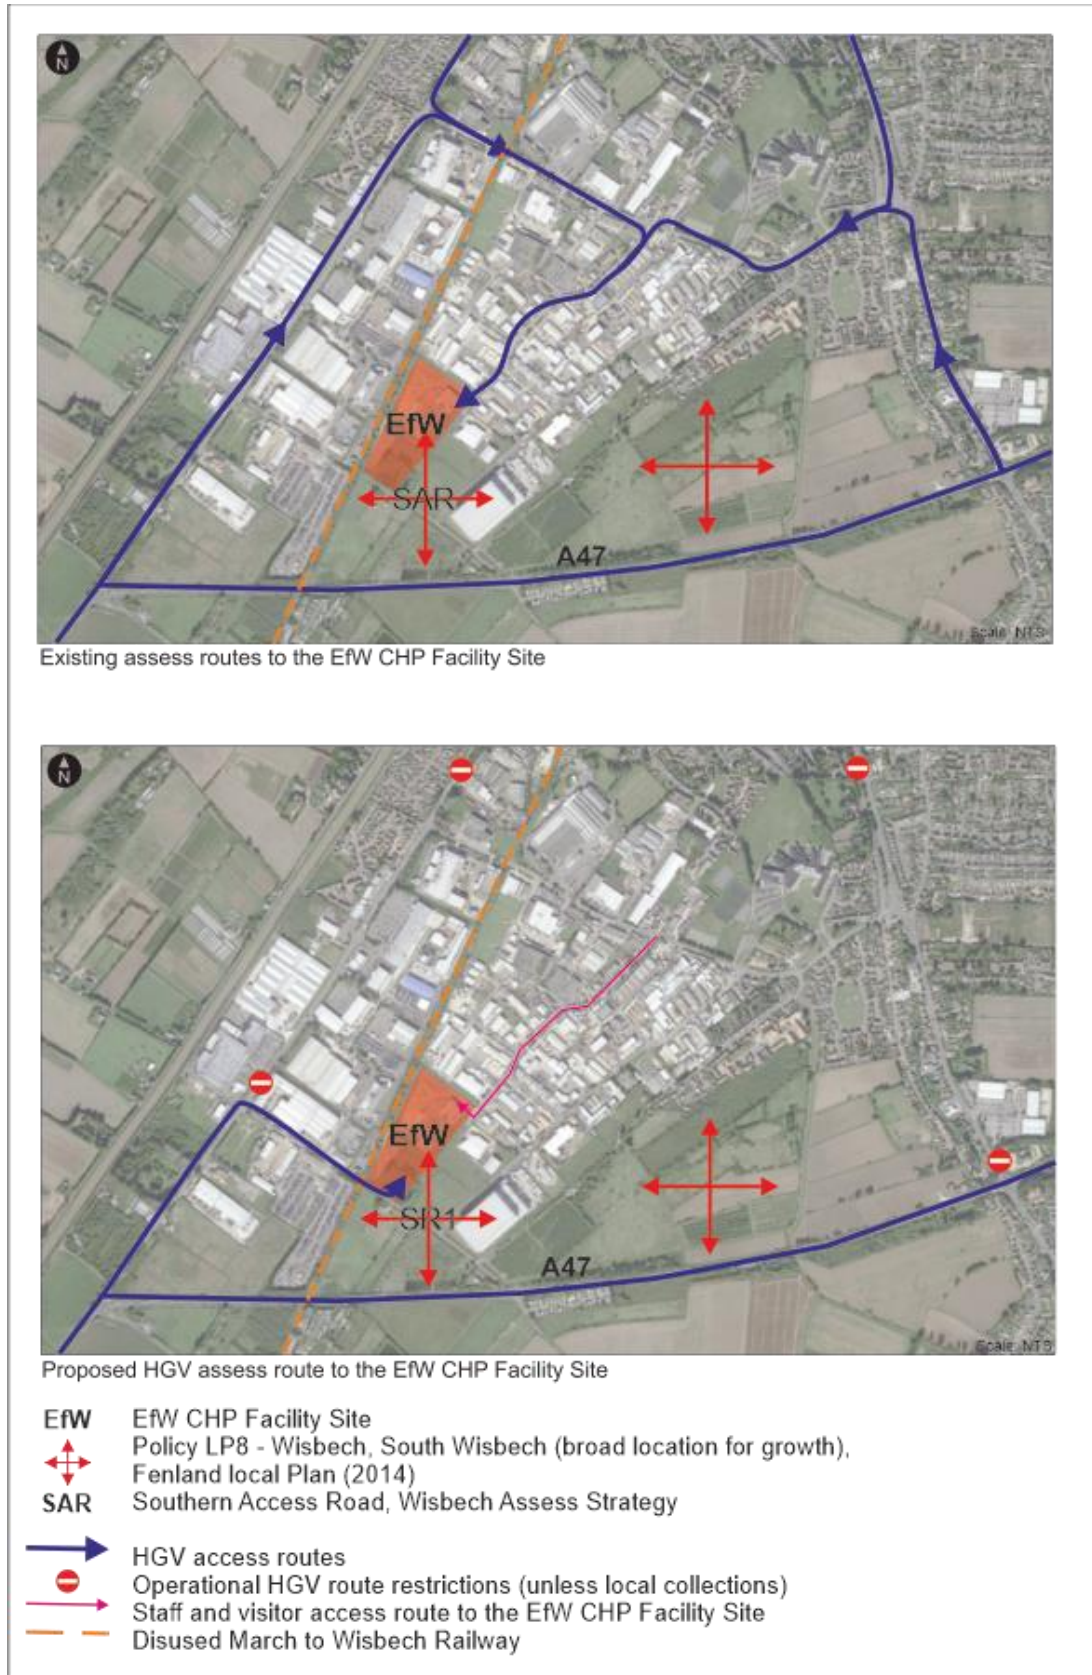 N
EfW
SAR
A47
Scale: NTS
Existing assess routes to the EfW CHP Facility Site
N
EfW
SR1
A47
Scale: NTS
Proposed HGV assess route to the EfW CHP Facility Site
EfW EfW CHP Facility Site
Policy LP8 - Wisbech, South Wisbech (broad location for growth),
Fenland local Plan (2014)
SAR Southern Access Road, Wisbech Assess Strategy
HGV access routes
Operational HGV route restrictions (unless local collections)
Staff and visitor access route to the EfW CHP Facility Site
Disused March to Wisbech Railway